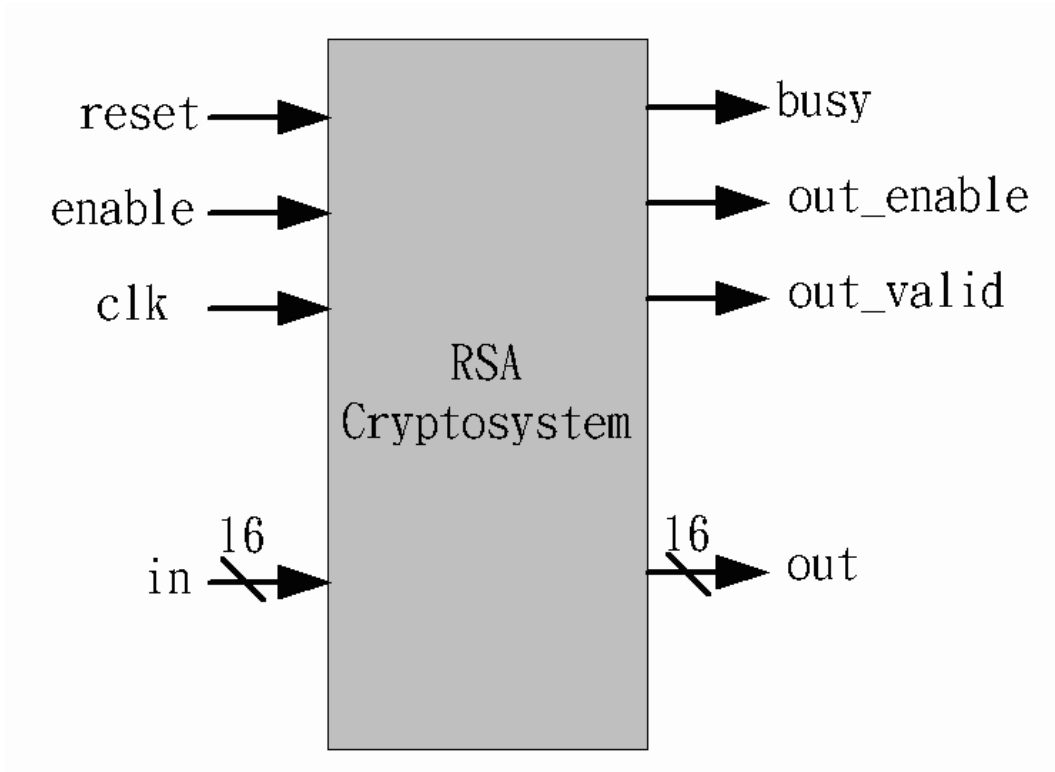 reset
enable
clk
16
in
RSA
Cryptosystem
busy
out_enable
out_valid
16
out